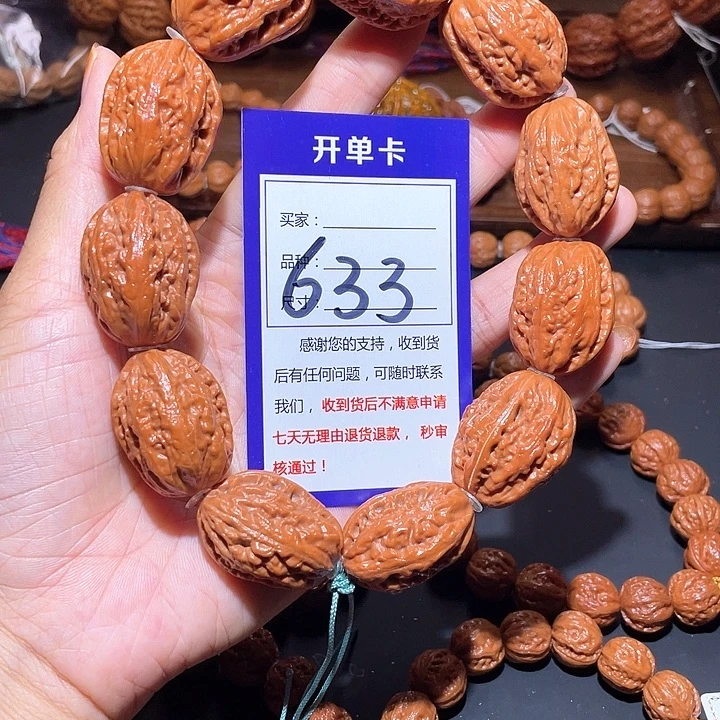 开单卡
买家：
品种：
633
尺寸：
感谢您的支持，收到货
后有任何问题，可随时联系
我们，收到货后不满意申请
七天无理由退货退款，秒审
核通过！